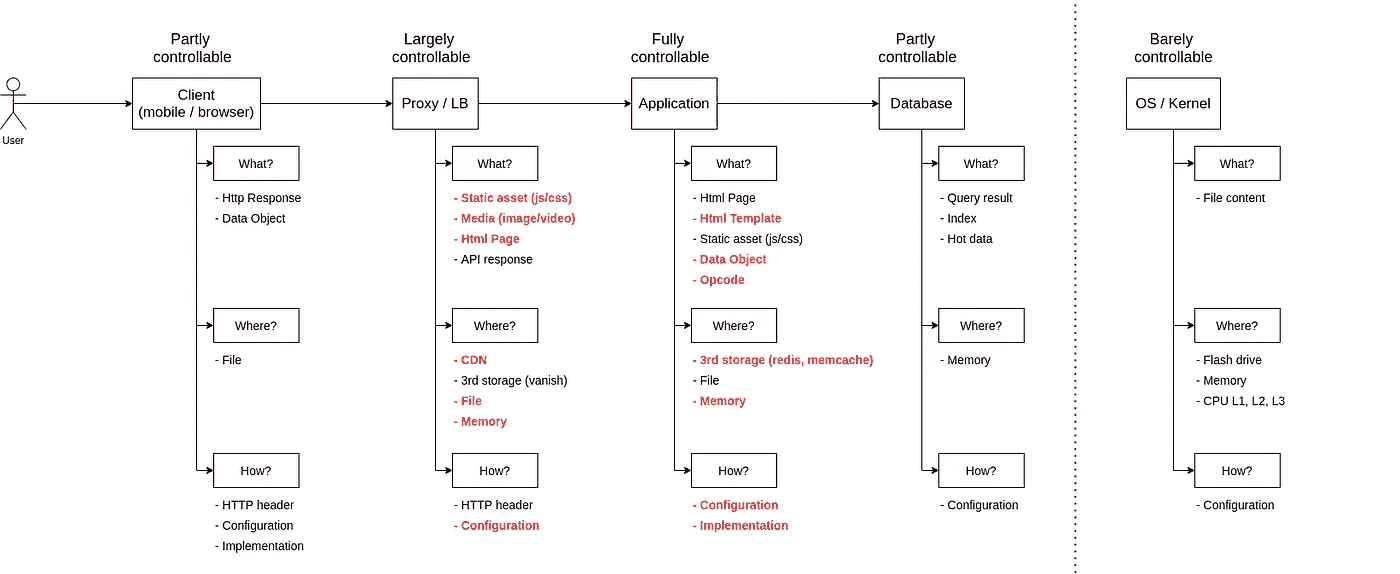 Partly
controllable
Largely
controllable
Fully
controllable
Partly
controllable
Barely
controllable
User
Client
(mobile / browser)
Proxy / LB
Application
Database
OS / Kernel
What?
- Http Response
- Data Object
Where?
- File
How?
- HTTP header
- Configuration
- Implementation
What?
- Static asset (js/css)
- Media (image/video)
- Html Page
- API response
Where?
- CDN
- 3rd storage (vanish)
- File
- Memory
How?
- HTTP header
- Configuration
What?
- Html Page
- Html Template
- Static asset (js/css)
- Data Object
- Opcode
Where?
- 3rd storage (redis, memcache)
- File
- Memory
How?
- Configuration
- Implementation
What?
- Query result
- Index
- Hot data
Where?
- Memory
How?
- Configuration
What?
- File content
Where?
- Flash drive
- Memory
- CPU L1, L2, L3
How?
- Configuration